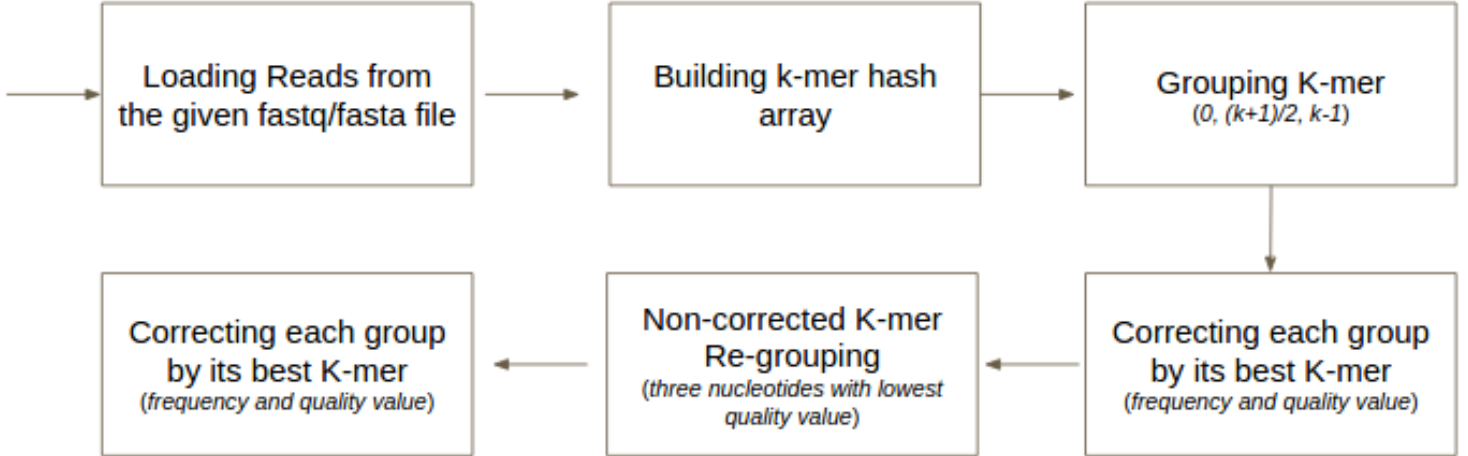 Loading Reads from
the given fastq/fasta file
Building k-mer hash
array
Grouping K-mer
(0, (k+1)/2, k-1)
Correcting each group
by its best K-mer
(frequency and quality value)
Non-corrected K-mer
Re-grouping
(three nucleotides with lowest
quality value)
Correcting each group
by its best K-mer
(frequency and quality value)